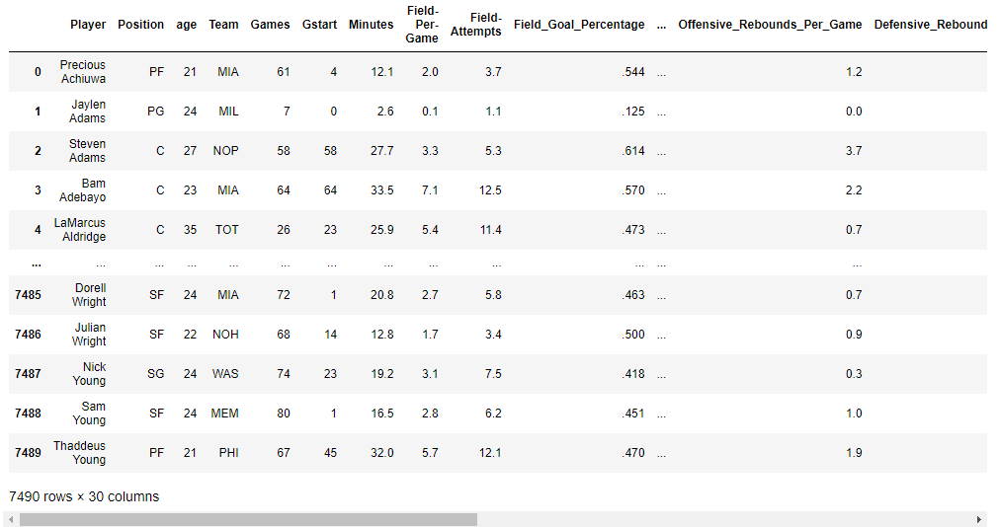 Player Position age Team Games Gstart Minutes Field-Per-Game Field-Attempts Field_Goal_Percentage ... Offensive_Rebounds_Per_Game Defensive_Rebound
0 Precious Achiuwa PF 21 MIA 61 4 12.1 2.0 3.7 .544 ... 1.2
1 Jaylen Adams PG 24 MIL 7 0 2.6 0.1 1.1 .125 ... 0.0
2 Steven Adams C 27 NOP 58 58 27.7 3.3 5.3 .614 ... 3.7
3 Bam Adebayo C 23 MIA 64 64 33.5 7.1 12.5 .570 ... 2.2
4 LaMarcus Aldridge C 35 TOT 26 23 25.9 5.4 11.4 .473 ... 0.7
... ... ... ... ... ... ... ... ... ... ... ... ...
7485 Dorell Wright SF 24 MIA 72 1 20.8 2.7 5.8 .463 ... 0.7
7486 Julian Wright SF 22 NOH 68 14 12.8 1.7 3.4 .500 ... 0.9
7487 Nick Young SG 24 WAS 74 23 19.2 3.1 7.5 .418 ... 0.3
7488 Sam Young SF 24 MEM 80 1 16.5 2.8 6.2 .451 ... 1.0
7489 Thaddeus Young PF 21 PHI 67 45 32.0 5.7 12.1 .470 ... 1.9
7490 rows × 30 columns